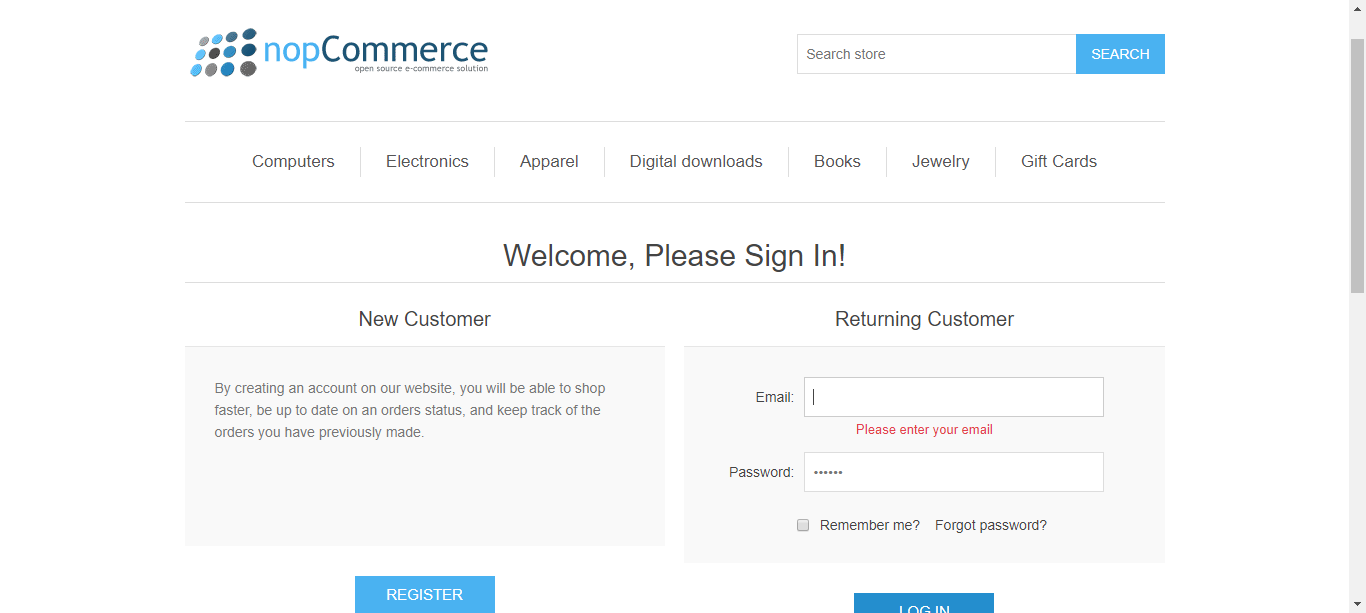 nopCommerce
open source e-commerce solution
Search store
SEARCH
Computers
Electronics
Apparel
Digital downloads
Books
Jewelry
Gift Cards
Welcome, Please Sign In!
New Customer
By creating an account on our website, you will be able to shop
faster, be up to date on an orders status, and keep track of the
orders you have previously made.
REGISTER
Returning Customer
Email:
Please enter your email
Password:
••••••
Remember me?
Forgot password?
LOG IN